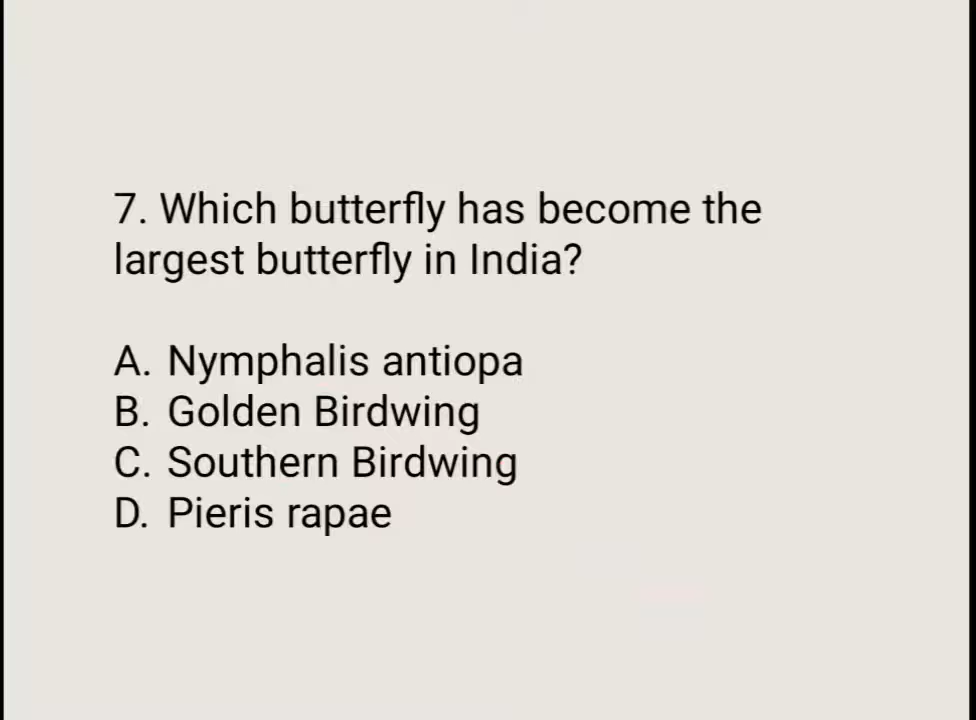 7. Which butterfly has become the
largest butterfly in India?
A. Nymphalis antiopa
B. Golden Birdwing
C. Southern Birdwing
D. Pieris rapae